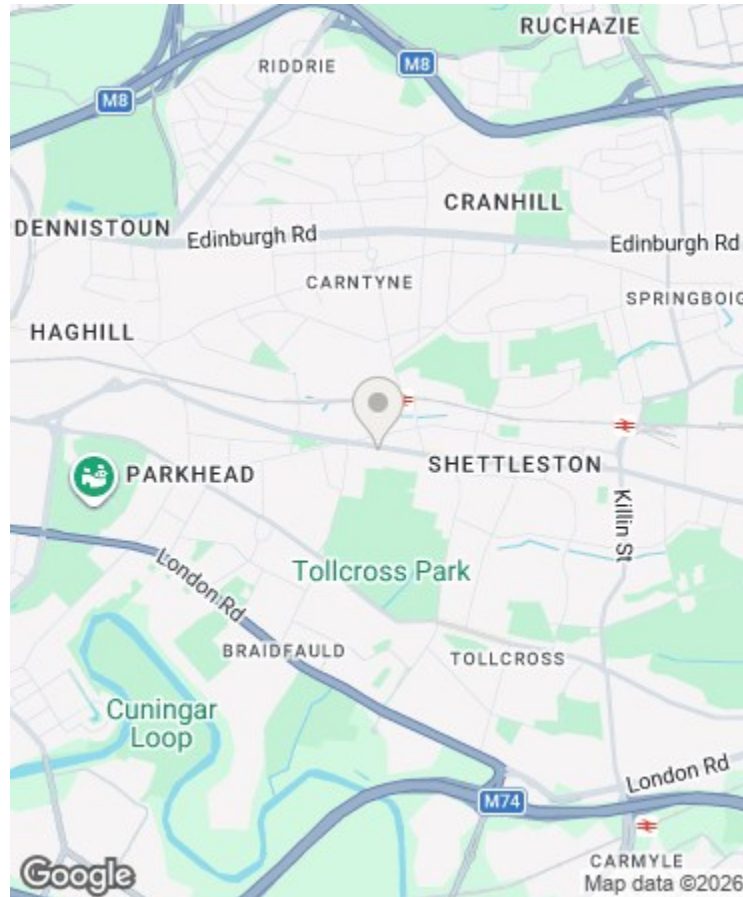 RUCHAZIE
RIDDRIE
M8
M8
CRANHILL
DENNISTOUN
Edinburgh Rd
Edinburgh Rd
CARNTYNE
SPRINGBOIG
HAGHILL
PARKHEAD
SHETTLESTON
Killin St
Tollcross Park
London Rd
BRAIDFAULD
TOLLCROSS
Cuningar
Loop
London Rd
M74
CARMYLE
Google
Map data ©2026